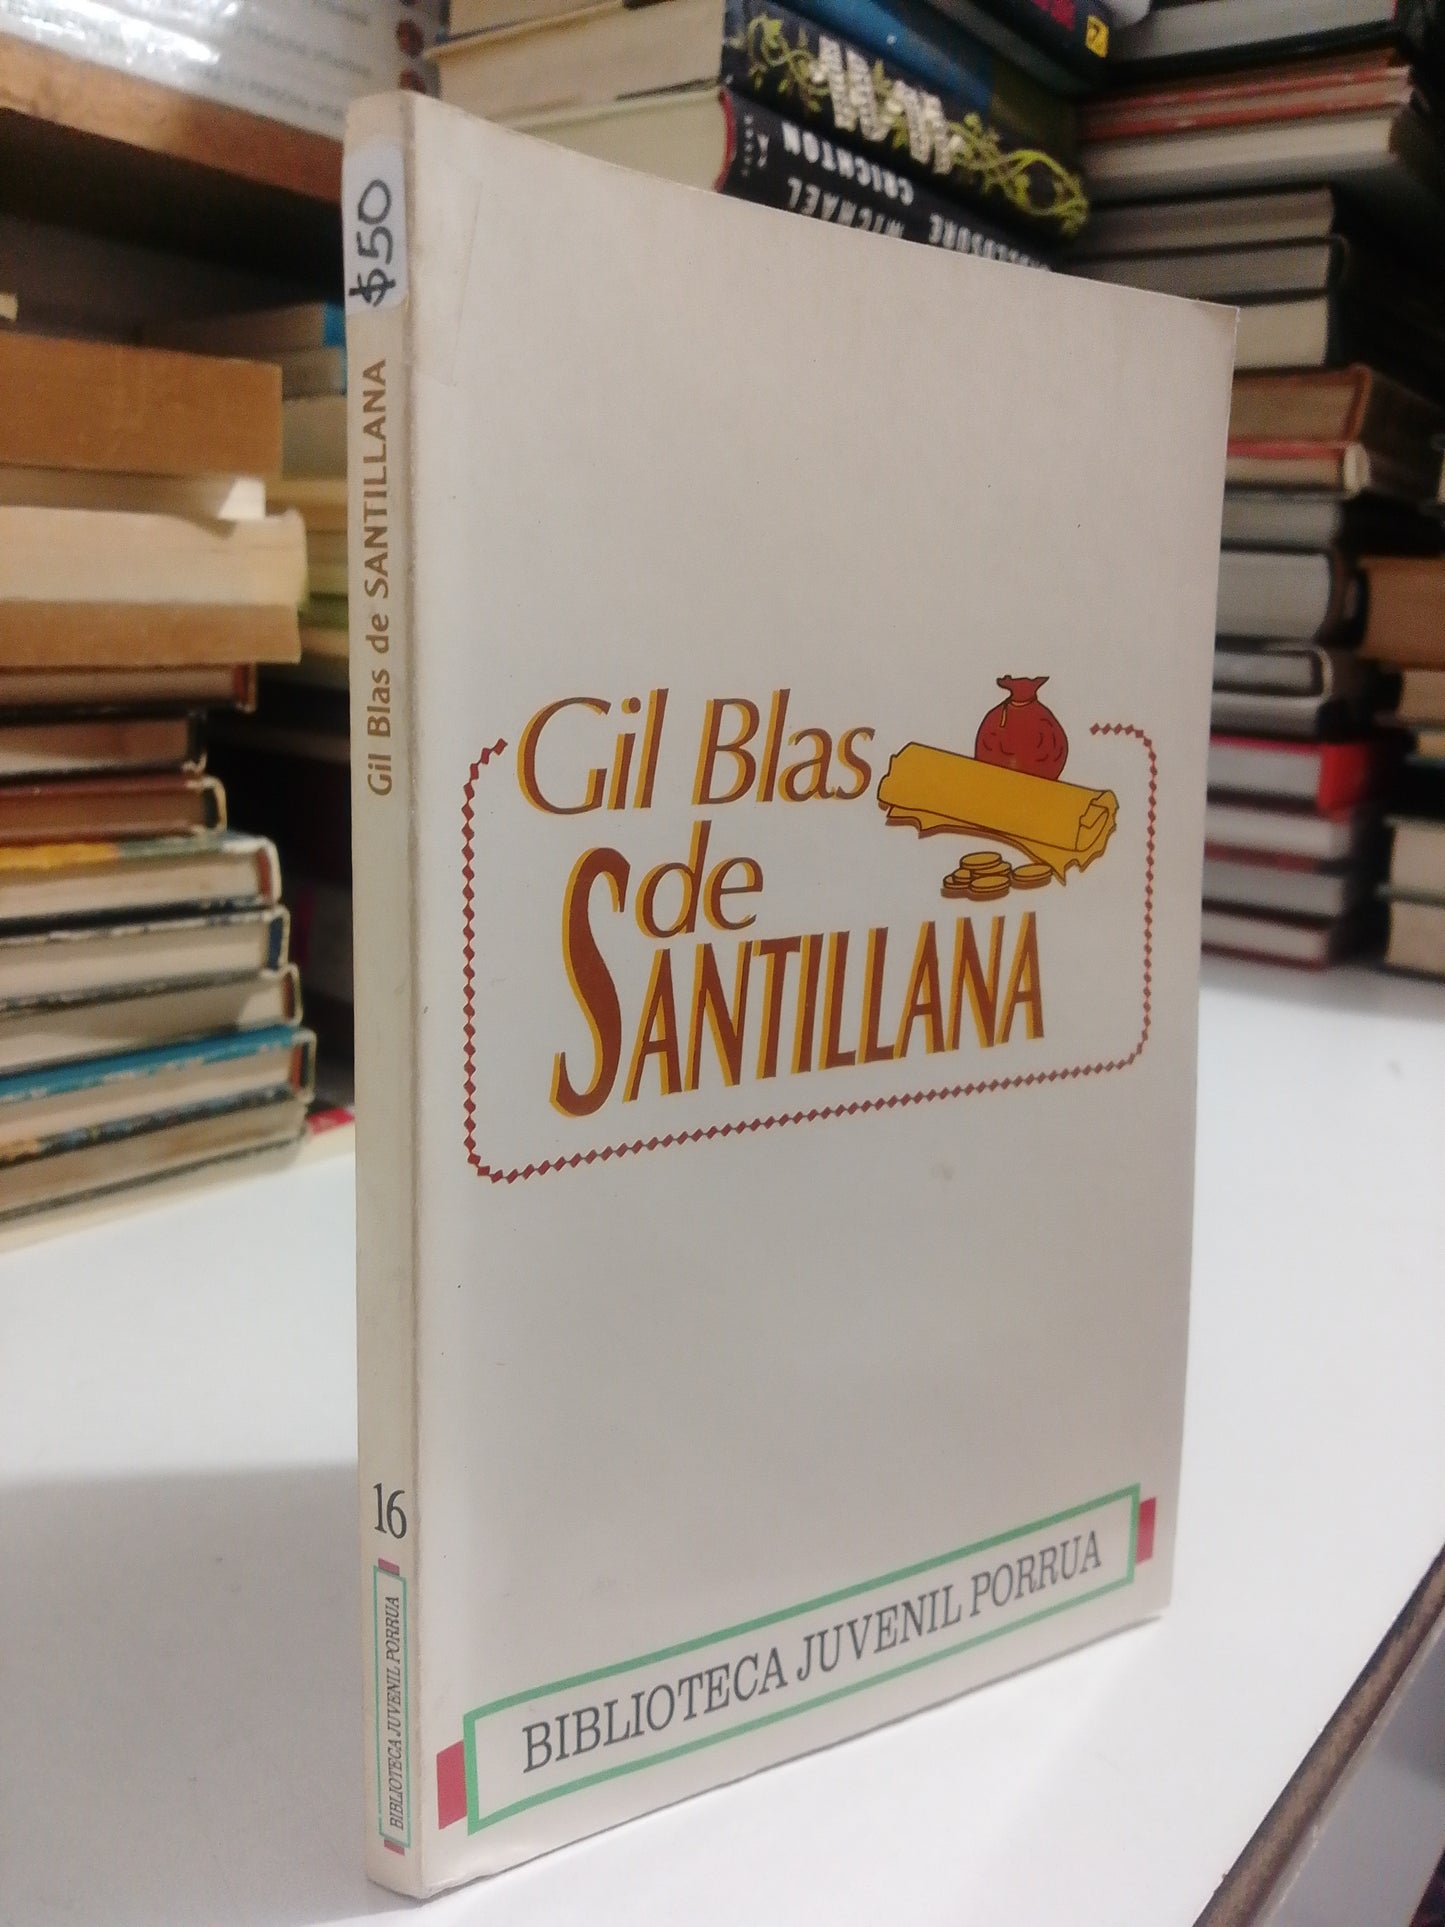 $50
Gil Blas de SANTILLANA
16
BIBLIOTECA JUVENIL PORRUA
Gil Blas
de
SANTILLANA
BIBLIOTECA JUVENIL PORRUA
MICHAEL
CRICHTON